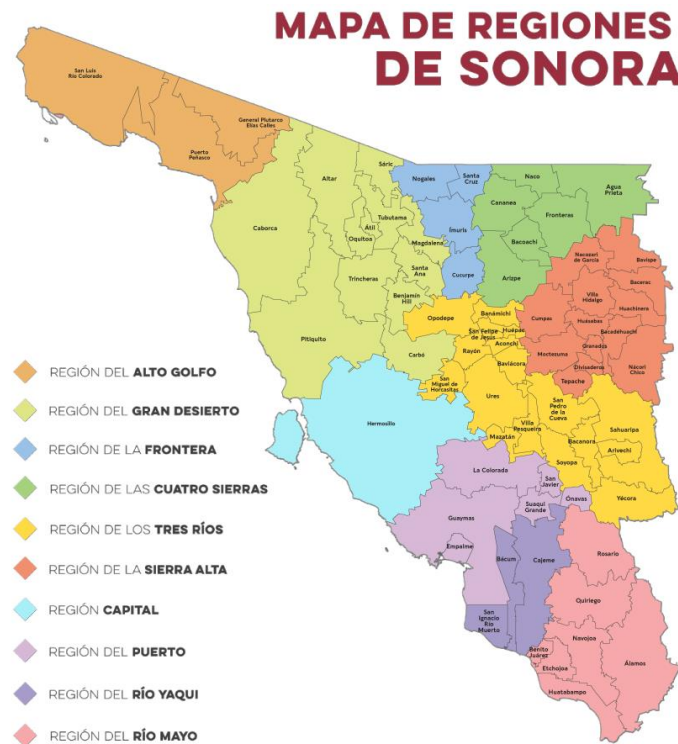 MAPA DE REGIONES
DE SONORA
San Luis
Río Colorado
General Plutarco
Elías Calles
Puerto
Peñasco
Sáric
Nogales
Santa
Cruz
Naco
Agua
Prieta
Altar
Cananea
Fronteras
Tubutama
Átil
Oquitoa
Caborca
Ímuris
Magdalena
Bacoachi
Nacozari
de García
Bavispe
Santa
Ana
Cucurpe
Arizpe
Trincheras
Bacerac
Villa
Hidalgo
Huachinera
Benjamín
Hill
Opodepe
Banámichi
Cumpas
Huásabas
San Felipe
de Jesús
Huépac
Bacadéhuachi
Pitiquito
Aconchi
Granados
Rayón
Carbó
Baviácora
Moctezuma
Divisaderos
Nácori
Chico
San
Miguel de
Horcasitas
Tepache
Ures
San
Pedro
de la
Cueva
Hermosillo
Villa
Pesqueira
Sahuaripa
Mazatán
Bacanora
Arivechi
Soyopa
La Colorada
San
Javier
Yécora
Suaqui
Grande
Ónavas
Guaymas
Empalme
Bácum
Cajeme
Rosario
San
Ignacio
Río
Muerto
Quiriego
Navojoa
Benito
Juárez
Álamos
Etchojoa
Huatabampo
REGIÓN DEL ALTO GOLFO
REGIÓN DEL GRAN DESIERTO
REGIÓN DE LA FRONTERA
REGIÓN DE LAS CUATRO SIERRAS
REGIÓN DE LOS TRES RÍOS
REGIÓN DE LA SIERRA ALTA
REGIÓN CAPITAL
REGIÓN DEL PUERTO
REGIÓN DEL RÍO YAQUI
REGIÓN DEL RÍO MAYO